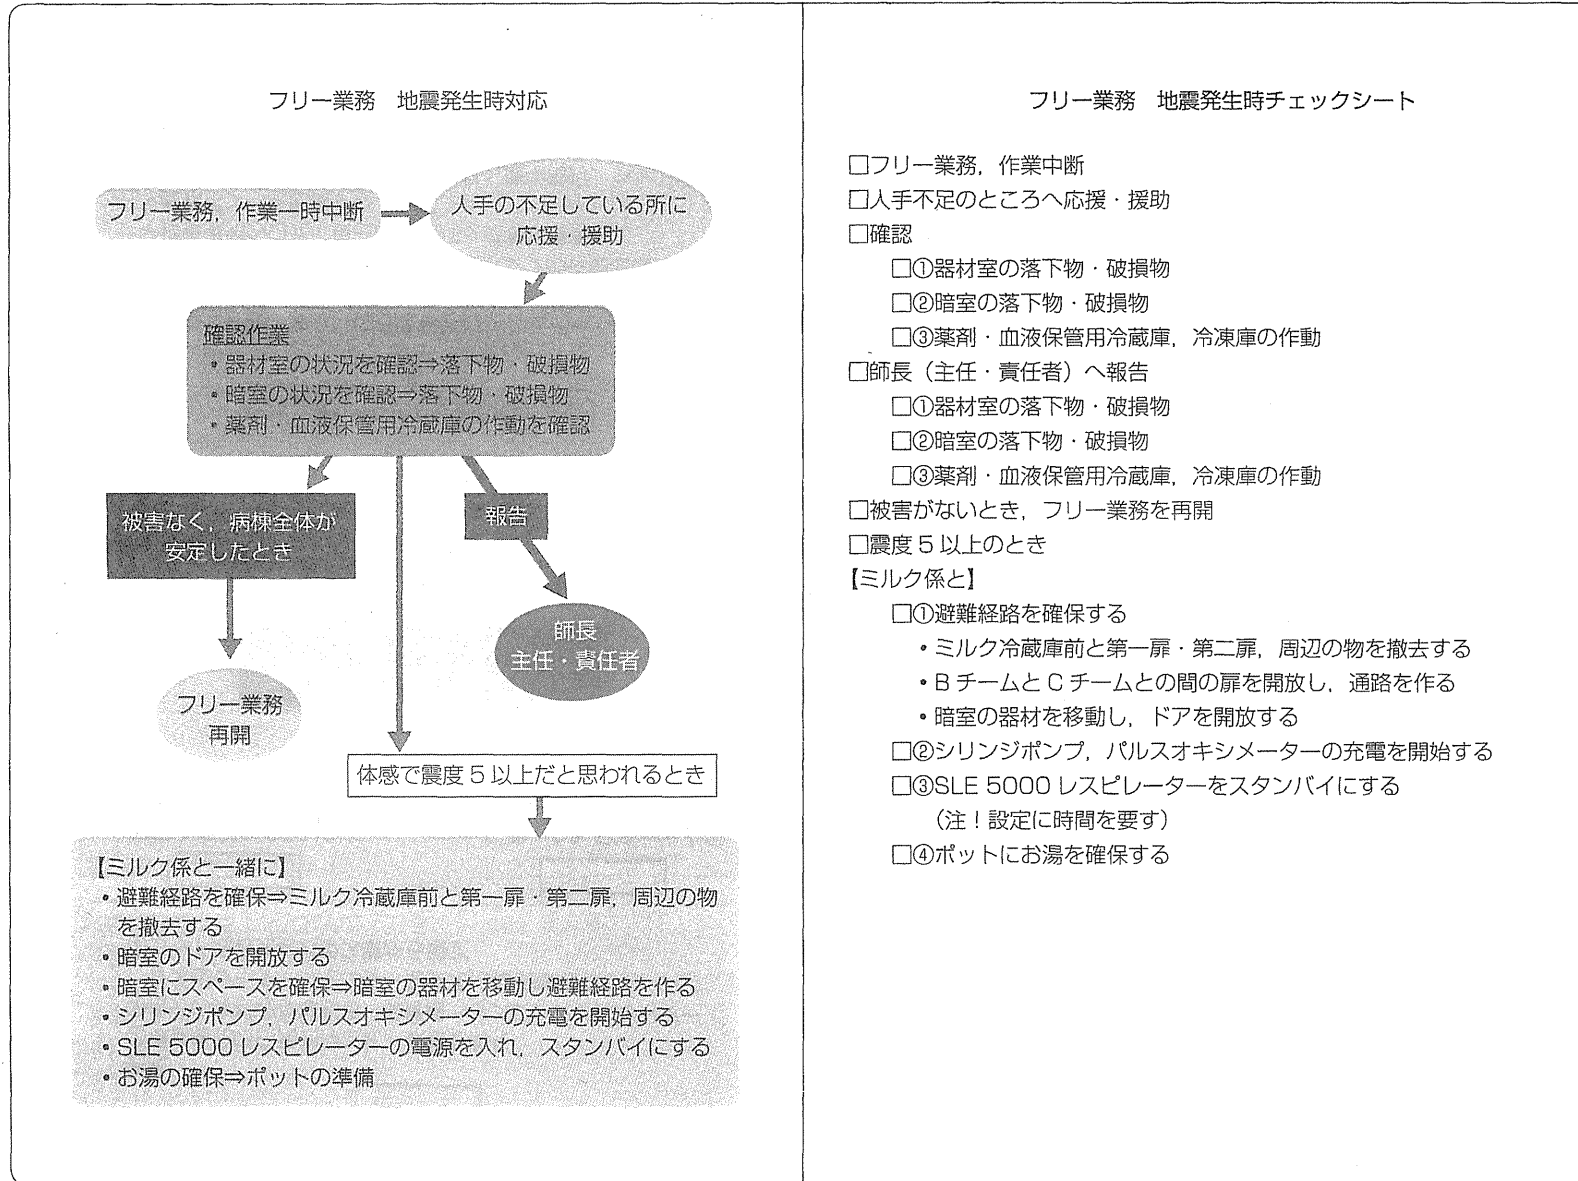 フリー業務　地震発生時対応
フリー業務，作業一時中断
人手の不足している所に
応援・援助
確認作業
・器材室の状況を確認⇒落下物・破損物
・暗室の状況を確認⇒落下物・破損物
・薬剤・血液保管用冷蔵庫の作動を確認
被害なく，病棟全体が
安定したとき
報告
師長
主任・責任者
フリー業務
再開
体感で震度５以上だと思われるとき
【ミルク係と一緒に】
・避難経路を確保⇒ミルク冷蔵庫前と第一扉・第二扉，周辺の物
を撤去する
・暗室のドアを開放する
・暗室にスペースを確保⇒暗室の器材を移動し避難経路を作る
・シリンジポンプ，パルスオキシメーターの充電を開始する
・SLE 5000 レスピレーターの電源を入れ，スタンバイにする
・お湯の確保⇒ポットの準備
フリー業務　地震発生時チェックシート
□フリー業務，作業中断
□人手不足のところへ応援・援助
□確認
□①器材室の落下物・破損物
□②暗室の落下物・破損物
□③薬剤・血液保管用冷蔵庫，冷凍庫の作動
□師長（主任・責任者）へ報告
□①器材室の落下物・破損物
□②暗室の落下物・破損物
□③薬剤・血液保管用冷蔵庫，冷凍庫の作動
□被害がないとき，フリー業務を再開
□震度５以上のとき
【ミルク係と】
□①避難経路を確保する
・ミルク冷蔵庫前と第一扉・第二扉，周辺の物を撤去する
・B チームと C チームとの間の扉を開放し，通路を作る
・暗室の器材を移動し，ドアを開放する
□②シリンジポンプ，パルスオキシメーターの充電を開始する
□③SLE 5000 レスピレーターをスタンバイにする
（注！設定に時間を要す）
□④ポットにお湯を確保する